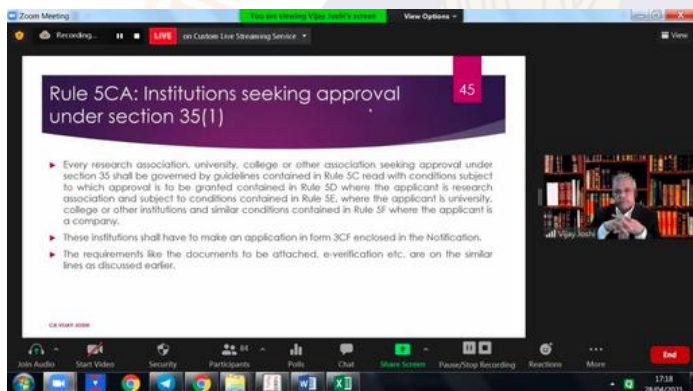 Zoom Meeting
You are viewing Vijay Joshi's screen
View Options
Recording...
LIVE
on Custom Live Streaming Service
View
Rule 5CA: Institutions seeking approval
under section 35(1)
45
Every research association, university, college or other association seeking approval under
section 35 shall be governed by guidelines contained in Rule 5C read with conditions subject
to which approval is to be granted contained in Rule 5D where the applicant is research
association and subject to conditions contained in Rule 5E, where the applicant is university,
college or other institutions and similar conditions contained in Rule 5F where the applicant is
a company.
These institutions shall have to make an application in form 3CF enclosed in the Notification.
The requirements like the documents to be attached, e-verification etc. are on the similar
lines as discussed earlier.
CA VIJAY JOSHI
Vijay Joshi
Join Audio
Start Video
Security
Participants
84
Polls
Chat
Share Screen
Pause/Stop Recording
Reactions
More
End
17:18
28/04/2021